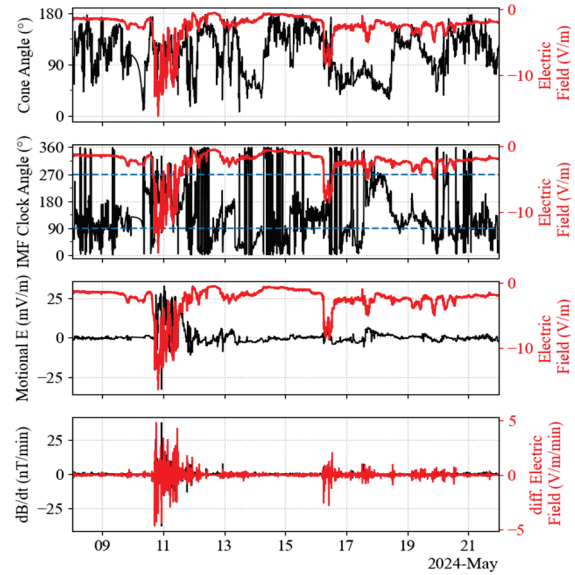 Cone Angle (°)
180
90
0
0
−10
Electric
Field (V/m)
IMF Clock Angle (°)
360
270
180
90
0
0
−10
Electric
Field (V/m)
Motional E (mV/m)
25
0
−25
0
−10
Electric
Field (V/m)
dB/dt (nT/min)
25
0
−25
5
0
−5
diff. Electric
Field (V/m/min)
09
11
13
15
17
19
21
2024-May